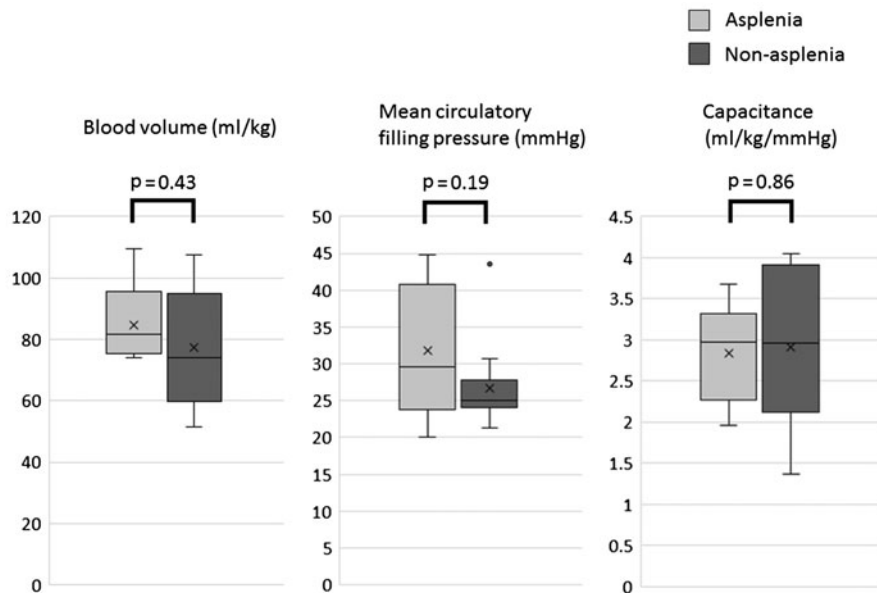 Asplenia
Non-asplenia
Blood volume (ml/kg)
p=0.43
120
100
80
60
40
20
0
Mean circulatory
filling pressure (mmHg)
p=0.19
50
45
40
35
30
25
20
15
10
5
0
Capacitance
(ml/kg/mmHg)
p=0.86
4.5
4
3.5
3
2.5
2
1.5
1
0.5
0